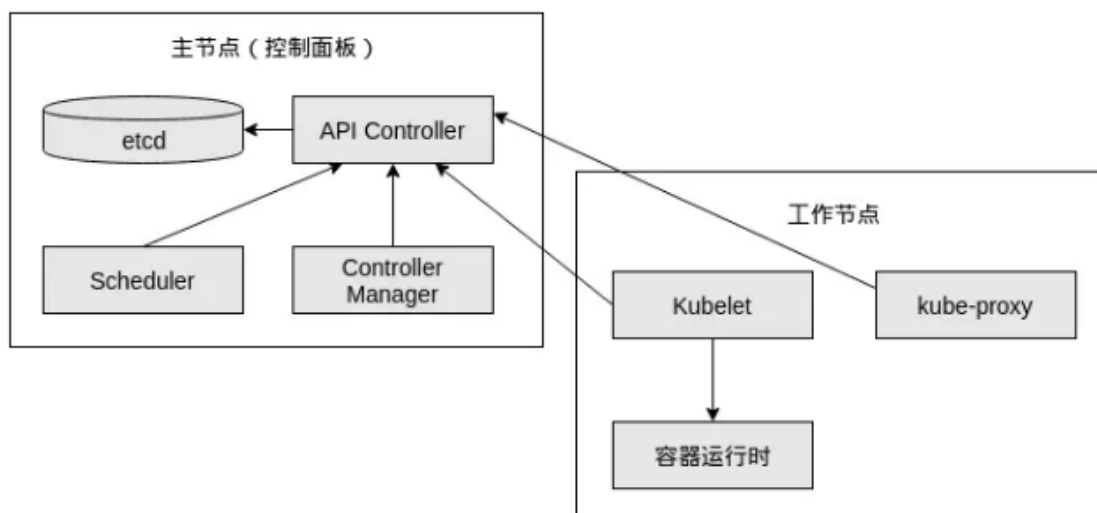 主节点（控制面板）
etcd
API Controller
Scheduler
Controller
Manager
工作节点
Kubelet
kube-proxy
容器运行时